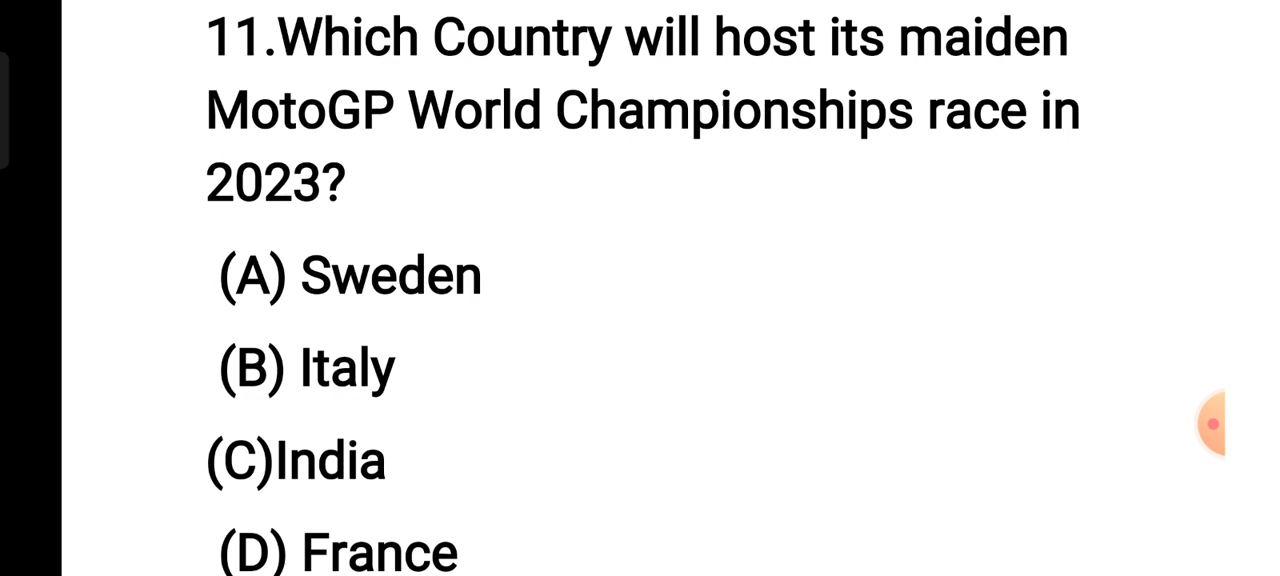 11.Which Country will host its maiden
MotoGP World Championships race in
2023?
(A) Sweden
(B) Italy
(C)India
(D) France